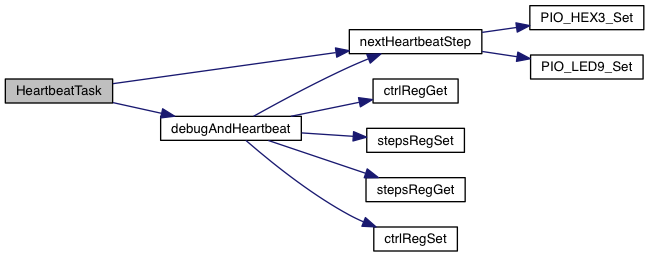 HeartbeatTask
debugAndHeartbeat
nextHeartbeatStep
ctrlRegGet
stepsRegSet
stepsRegGet
ctrlRegSet
PIO_HEX3_Set
PIO_LED9_Set